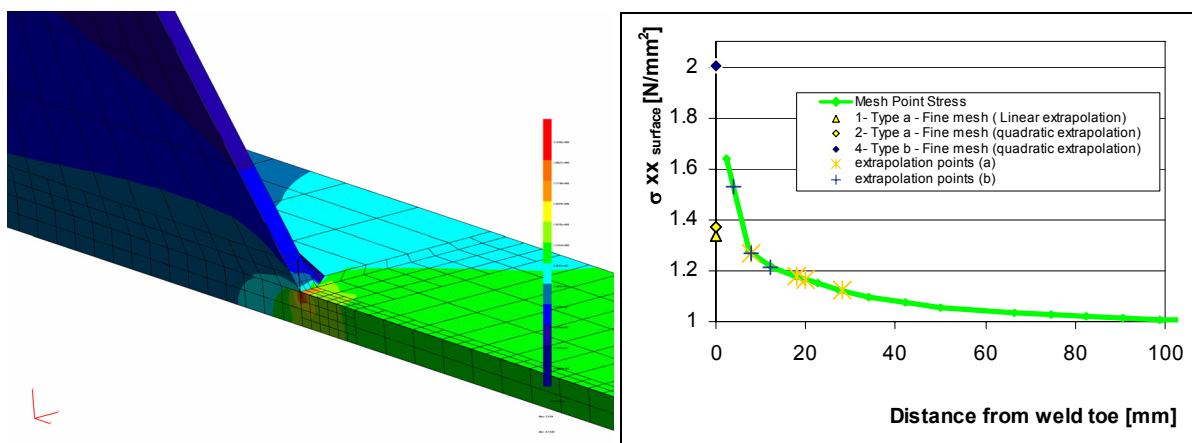 σ xx surface [N/mm²]
2
1.8
1.6
1.4
1.2
1
Mesh Point Stress
1- Type a - Fine mesh ( Linear extrapolation)
2- Type a - Fine mesh (quadratic extrapolation)
4- Type b - Fine mesh (quadratic extrapolation)
extrapolation points (a)
extrapolation points (b)
0 20 40 60 80 100
Distance from weld toe [mm]